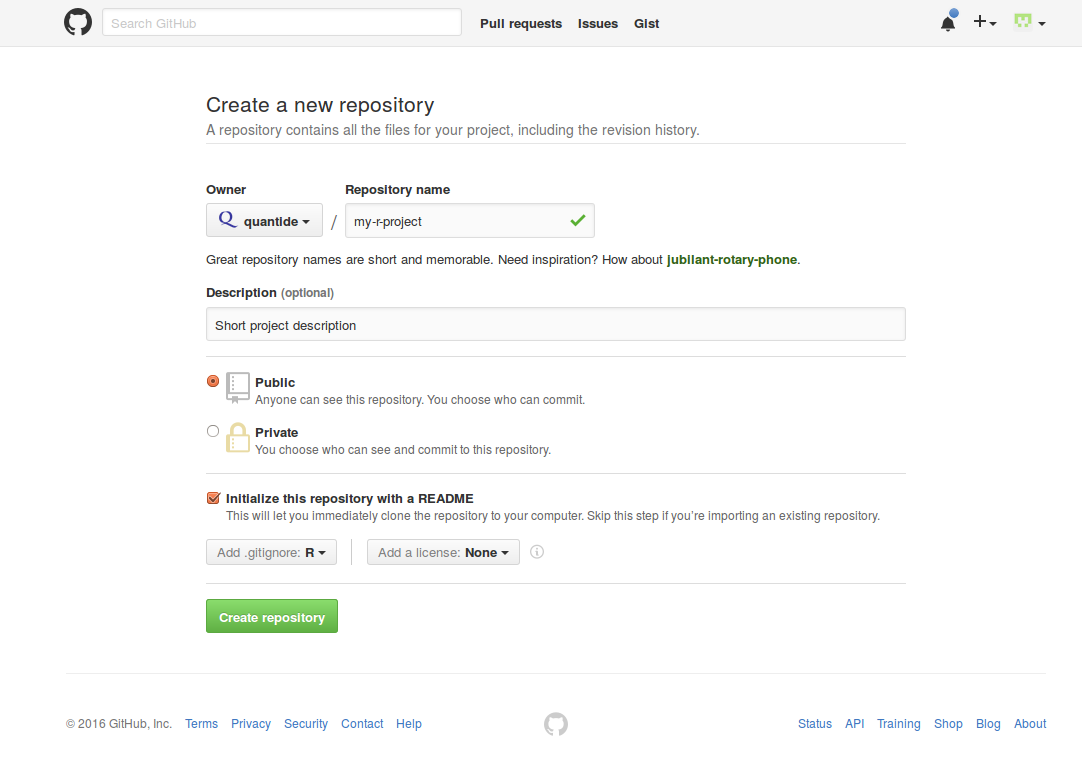 Search GitHub Pull requests Issues Gist
Create a new repository
A repository contains all the files for your project, including the revision history.
Owner Repository name
quantide / my-r-project
Great repository names are short and memorable. Need inspiration? How about jubilant-rotary-phone.
Description (optional)
Short project description
Public
Anyone can see this repository. You choose who can commit.
Private
You choose who can see and commit to this repository.
Initialize this repository with a README
This will let you immediately clone the repository to your computer. Skip this step if you’re importing an existing repository.
Add .gitignore: R Add a license: None
Create repository
© 2016 GitHub, Inc. Terms Privacy Security Contact Help Status API Training Shop Blog About